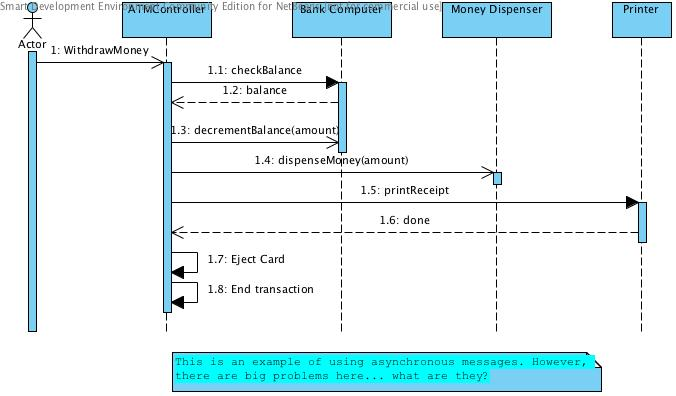 Smart Development Environment Community Edition for NetBeans [not for commercial use]
ATMController
Bank Computer
Money Dispenser
Printer
Actor
1: WithdrawMoney
1.1: checkBalance
1.2: balance
1.3: decrementBalance(amount)
1.4: dispenseMoney(amount)
1.5: printReceipt
1.6: done
1.7: Eject Card
1.8: End transaction
This is an example of using asynchronous messages. However,
there are big problems here... what are they?